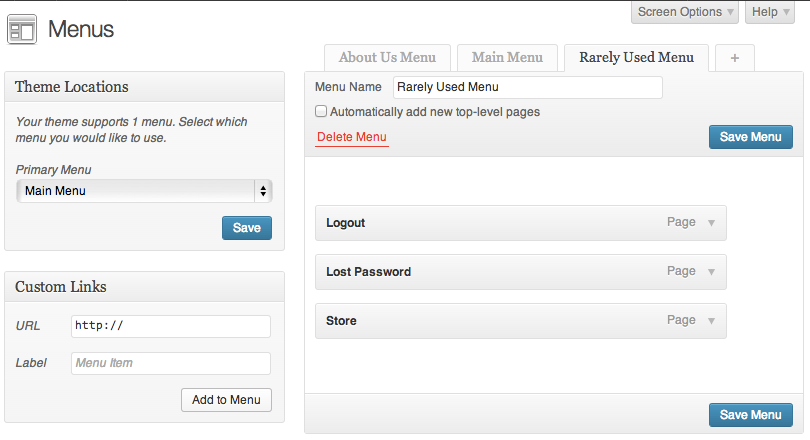 Screen Options
Help
Menus
About Us Menu
Main Menu
Rarely Used Menu
+
Theme Locations
Your theme supports 1 menu. Select which
menu you would like to use.
Primary Menu
Main Menu
Save
Custom Links
URL
http://
Label
Menu Item
Add to Menu
Menu Name
Rarely Used Menu
Automatically add new top-level pages
Delete Menu
Save Menu
Logout Page
Lost Password Page
Store Page
Save Menu